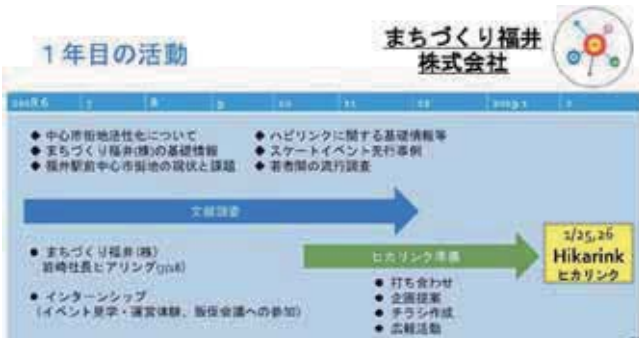 1年目の活動
まちづくり福井
株式会社
2018.6 7 8 9 10 11 12 2019.1 2
◆ 中心市街地活性化について
◆ まちづくり福井(株)の基礎情報
◆ 福井駅前中心市街地の現状と課題
◆ ハピリンクに関する基礎情報等
◆ スケートイベント先行事例
◆ 若者間の流行調査
文献調査
● まちづくり福井(株)
岩崎社長ヒアリング
● インターンシップ
(イベント見学・運営体験、販促会議への参加)
ヒカリンク準備
● 打ち合わせ
● 企画提案
● チラシ作成
● 広報活動
1/25,26
Hikarink
ヒカリンク